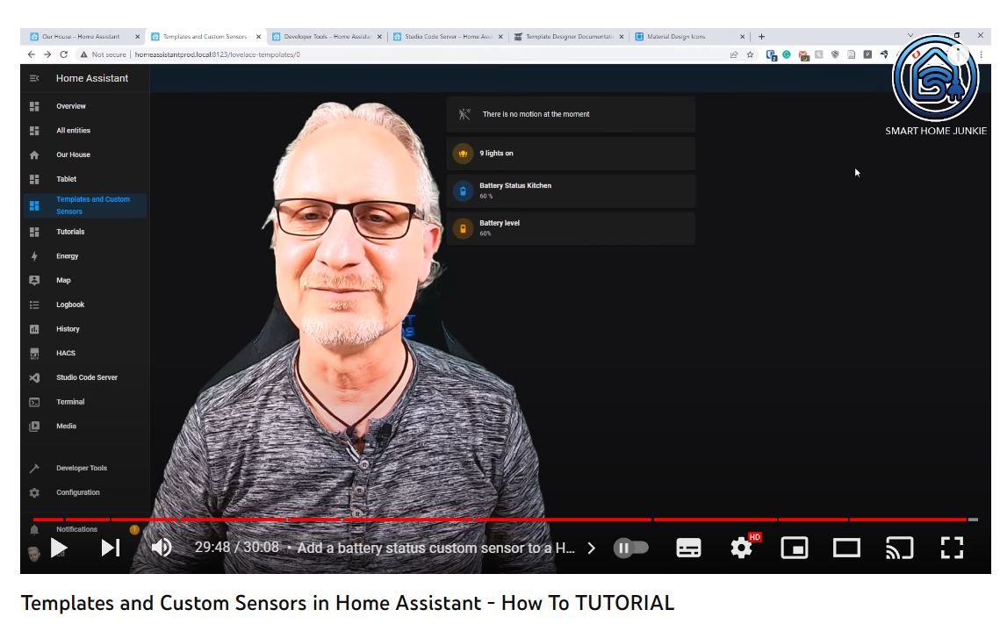 Our House – Home Assistant
Templates and Custom Sensors -
Developer Tools – Home Assistan
Studio Code Server – Home Assis
Template Designer Documentatio
Material Design Icons
Not secure | homeassistantprod.local:8123/lovelace-tempolates/0
Home Assistant
Overview
All entities
Our House
Tablet
Templates and Custom
Sensors
Tutorials
Energy
Map
Logbook
History
HACS
Studio Code Server
Terminal
Media
Developer Tools
Configuration
Notifications
1
There is no motion at the moment
9 lights on
Battery Status Kitchen
60 %
Battery level
60%
SMART HOME JUNKIE
29:48 / 30:08 • Add a battery status custom sensor to a H...
HD
Templates and Custom Sensors in Home Assistant - How To TUTORIAL